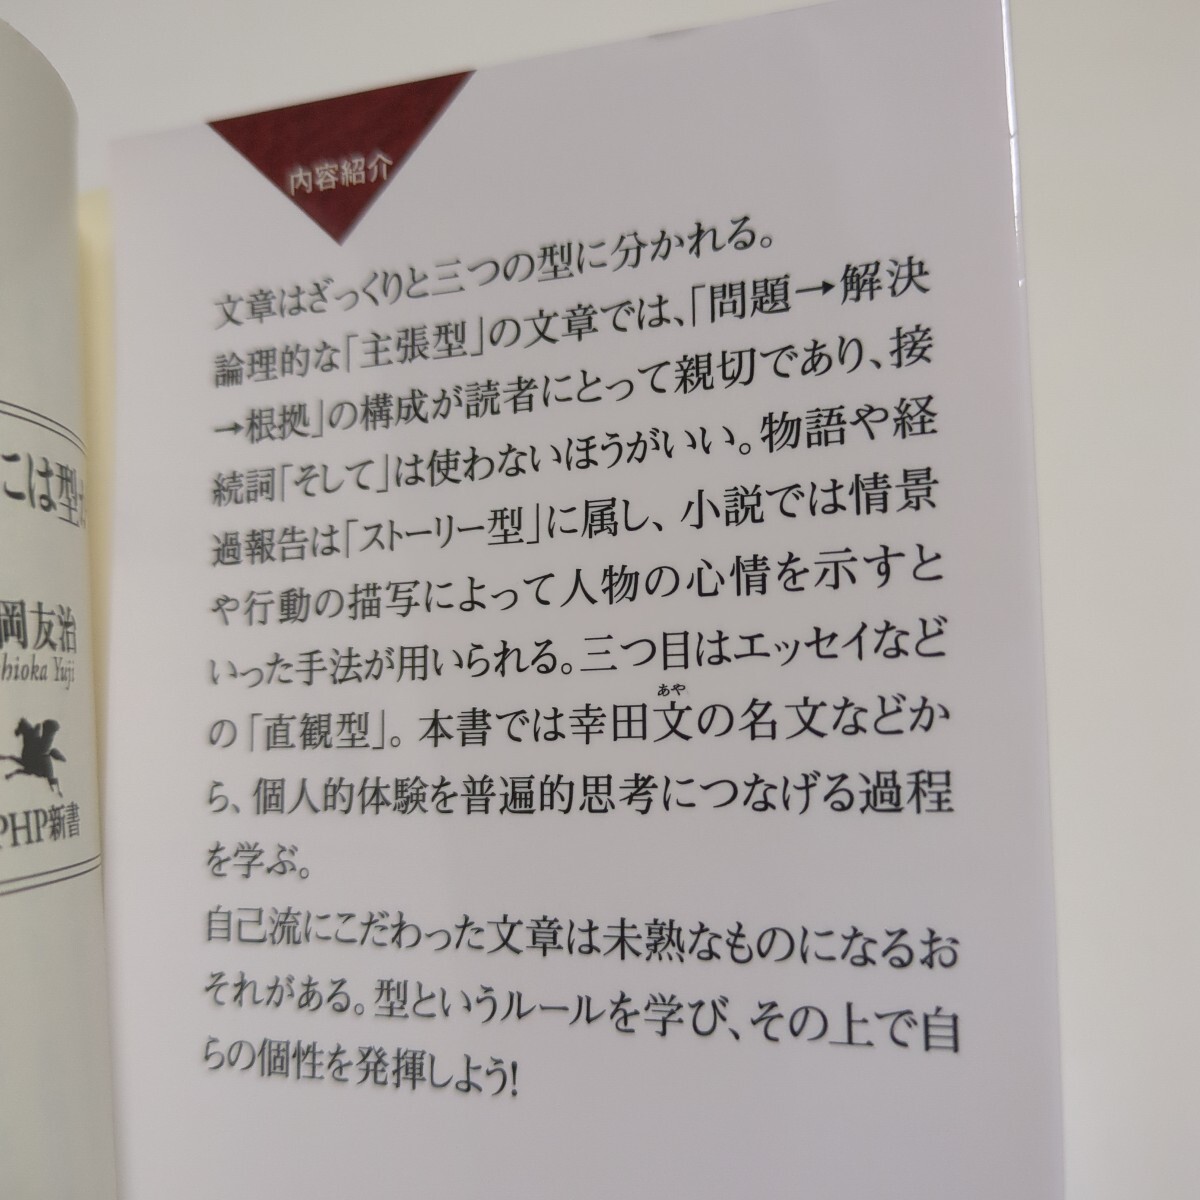 内容紹介
文章はざっくりと三つの型に分かれる。
論理的な「主張型」の文章では、「問題→解決
→根拠」の構成が読者にとって親切であり、接
続詞「そして」は使わないほうがいい。物語や経
過報告は「ストーリー型」に属し、小説では情景
や行動の描写によって人物の心情を示すと
いった手法が用いられる。三つ目はエッセイなど
あや
の「直観型」。本書では幸田文の名文などか
ら、個人的体験を普遍的思考につなげる過程
を学ぶ。
自己流にこだわった文章は未熟なものになるお
それがある。型というルールを学び、その上で自
らの個性を発揮しよう!
こは型
岡友治
hioka Yuji
PHP新書